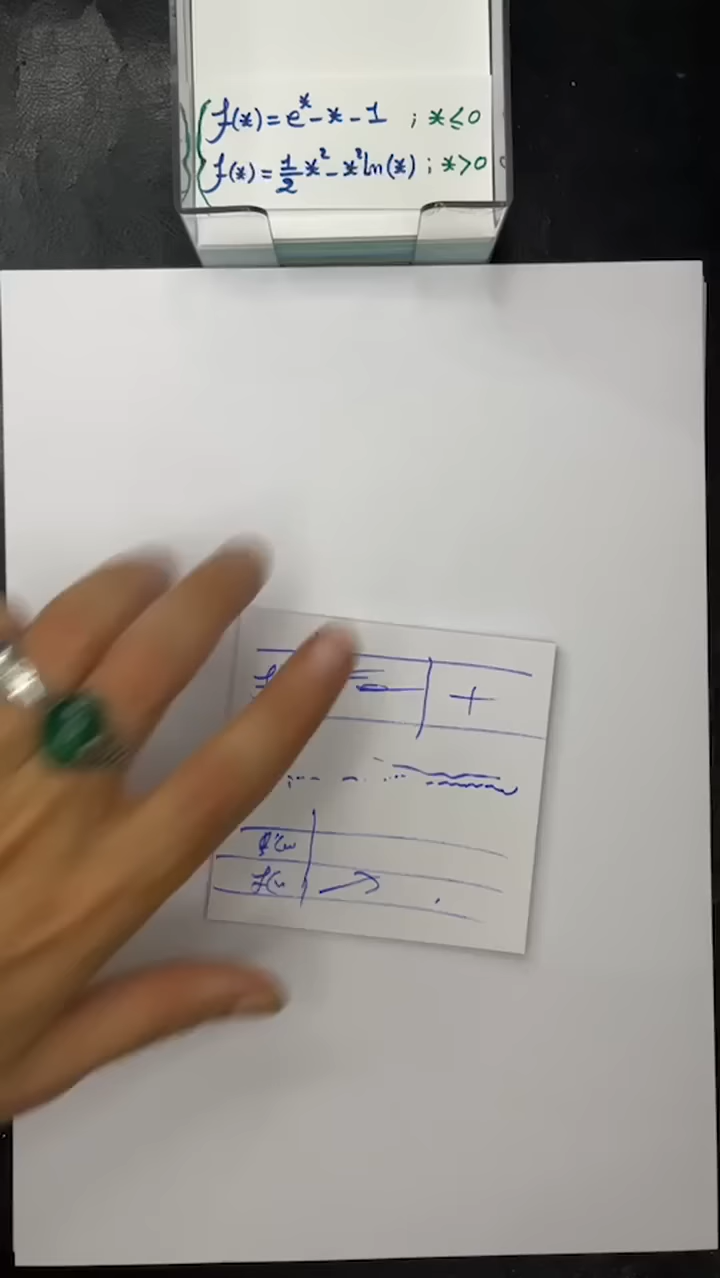 f(x) = e^x - x - 1 ; x ≤ 0
f(x) = 1/2 x² - x² ln(x) ; x > 0
+